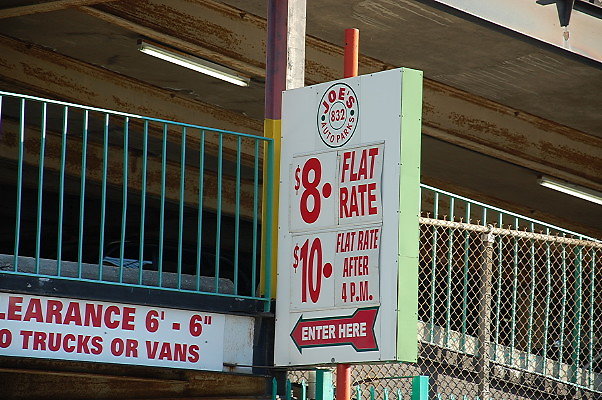 JOE'S
832
AUTO PARKS
$8. FLAT
RATE
$10. FLAT RATE
AFTER
4 P.M.
ENTER HERE
LEARANCE 6' - 6"
O TRUCKS OR VANS